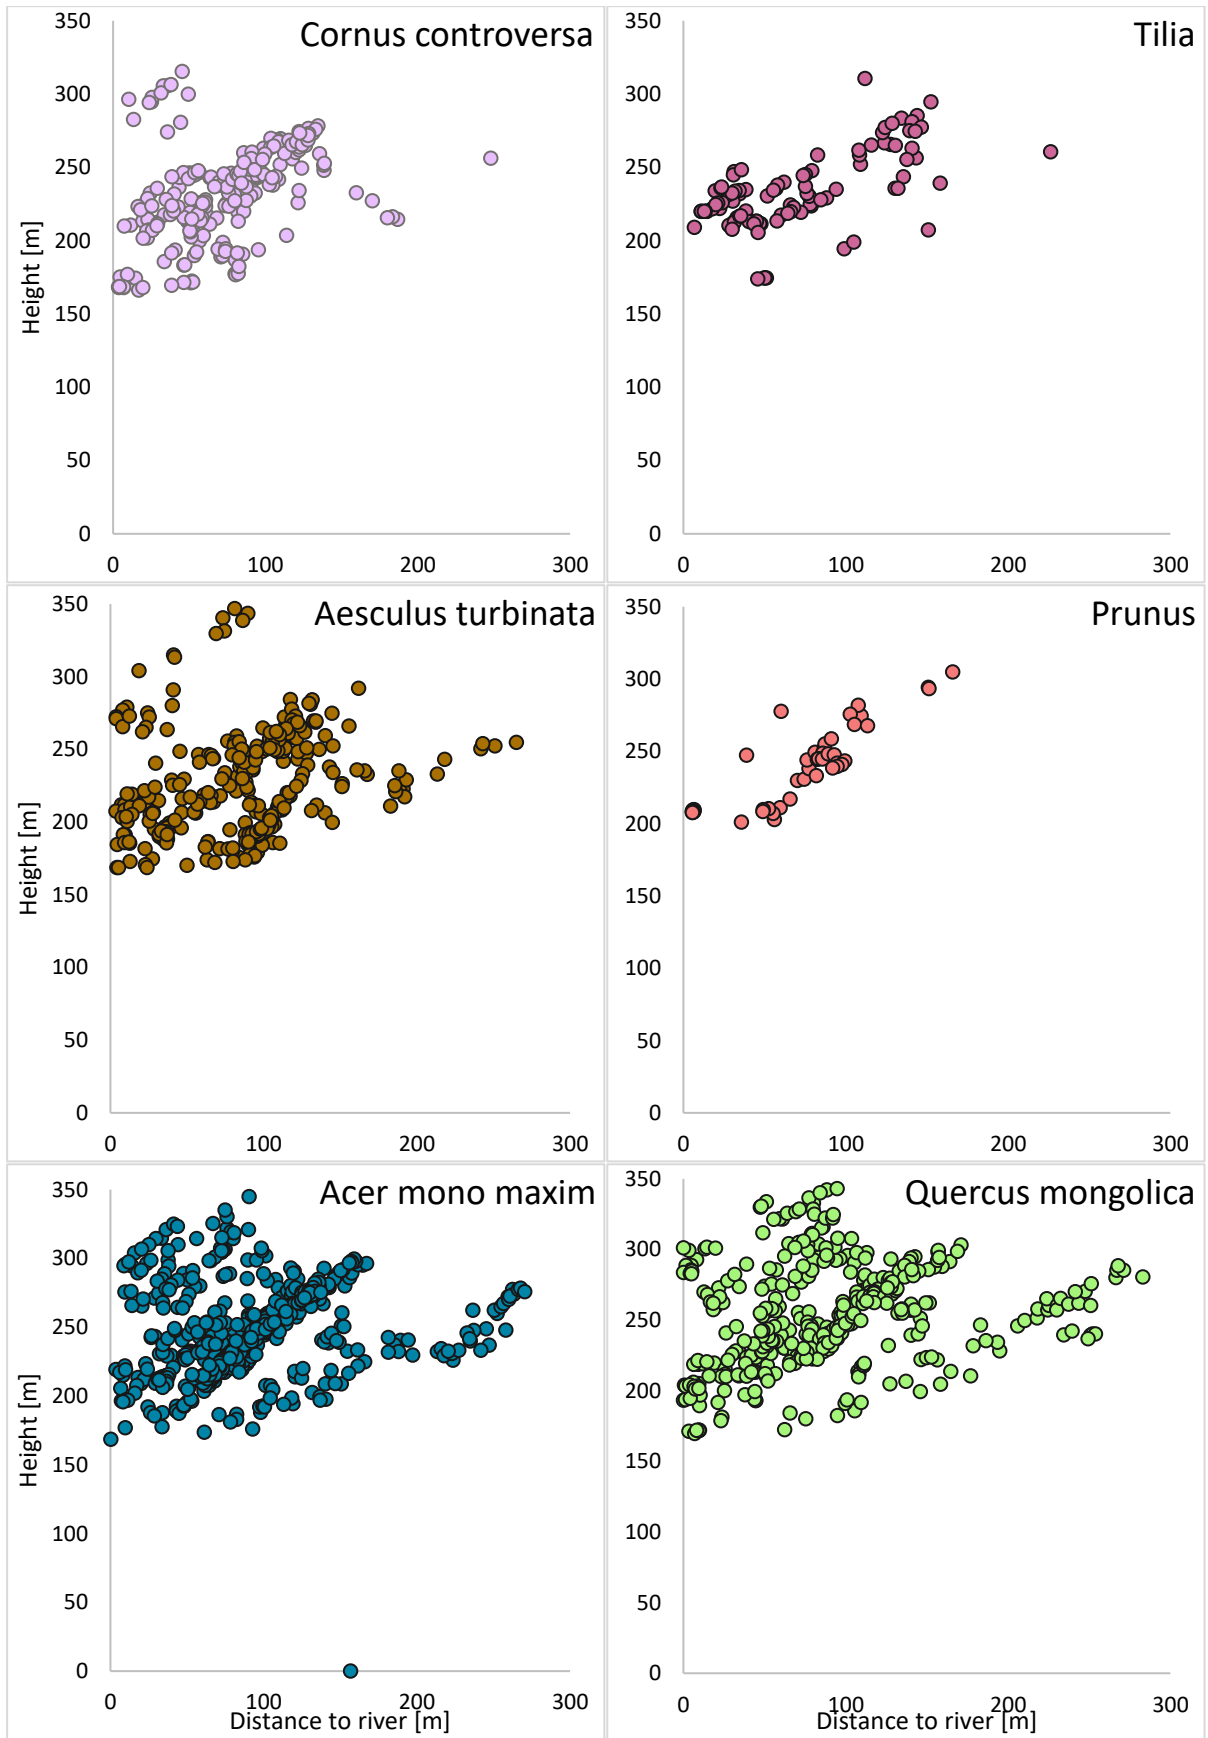 Cornus controversa
Height [m]
350
300
250
200
150
100
50
0
0 100 200 300
Tilia
350
300
250
200
150
100
50
0
0 100 200 300
Aesculus turbinata
Height [m]
350
300
250
200
150
100
50
0
0 100 200 300
Prunus
350
300
250
200
150
100
50
0
0 100 200 300
Acer mono maxim
Height [m]
350
300
250
200
150
100
50
0
0 100 200 300
Distance to river [m]
Quercus mongolica
350
300
250
200
150
100
50
0
0 100 200 300
Distance to river [m]